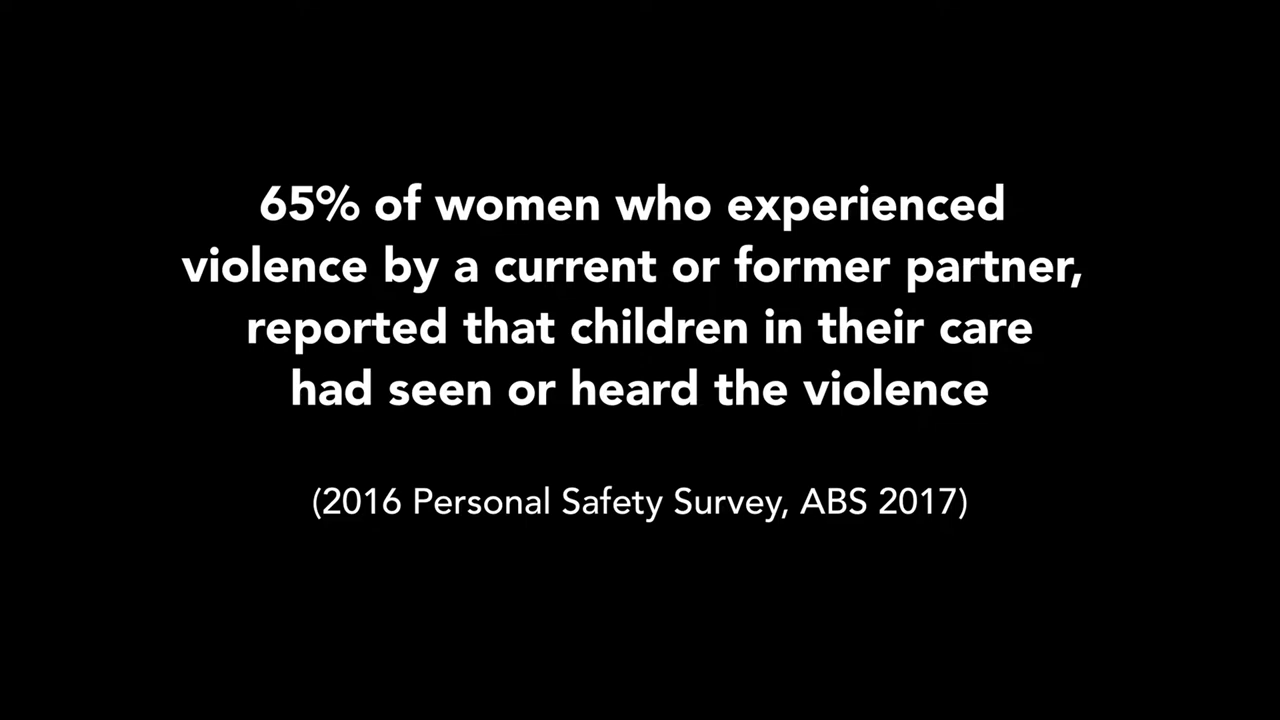 65% of women who experienced
violence by a current or former partner,
reported that children in their care
had seen or heard the violence
(2016 Personal Safety Survey, ABS 2017)